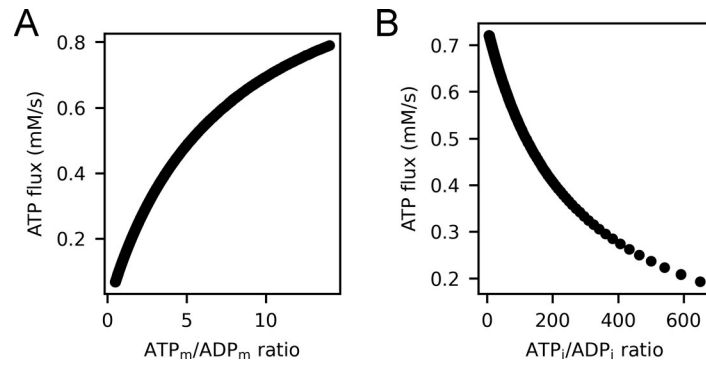 A
B
ATP flux (mM/s)
0.8
0.6
0.4
0.2
0
5
10
ATPm/ADPm ratio
ATP flux (mM/s)
0.7
0.6
0.5
0.4
0.3
0.2
0
200
400
600
ATPi/ADPi ratio